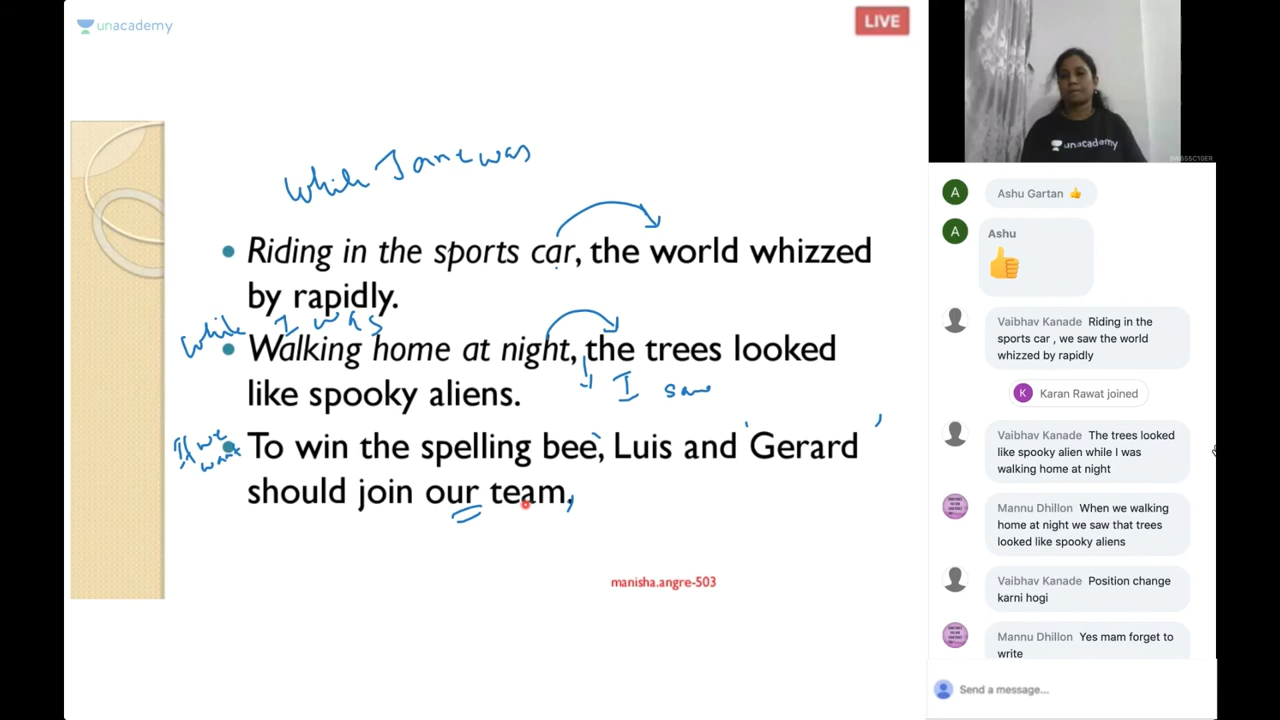 unacademy
LIVE
While Jane was
Riding in the sports car, the world whizzed
by rapidly.
While I was
Walking home at night, the trees looked
I saw
like spooky aliens.
If we want
To win the spelling bee, Luis and Gerard
should join our team,
manisha.angre-503
unacademy
A
Ashu Gartan 👍
A
Ashu
👍
Vaibhav Kanade Riding in the
sports car , we saw the world
whizzed by rapidly
K
Karan Rawat joined
Vaibhav Kanade The trees looked
like spooky alien while I was
walking home at night
Mannu Dhillon When we walking
home at night we saw that trees
looked like spooky aliens
Vaibhav Kanade Position change
karni hogi
Mannu Dhillon Yes mam forget to
write
Send a message...